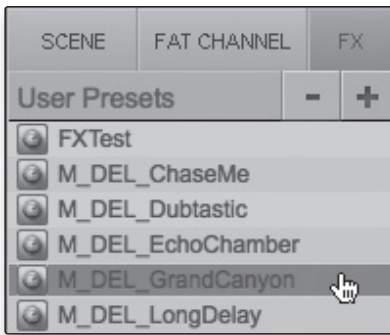 SCENE FAT CHANNEL FX
User Presets - +
FXTest
M_DEL_ChaseMe
M_DEL_Dubtastic
M_DEL_EchoChamber
M_DEL_GrandCanyon
M_DEL_LongDelay